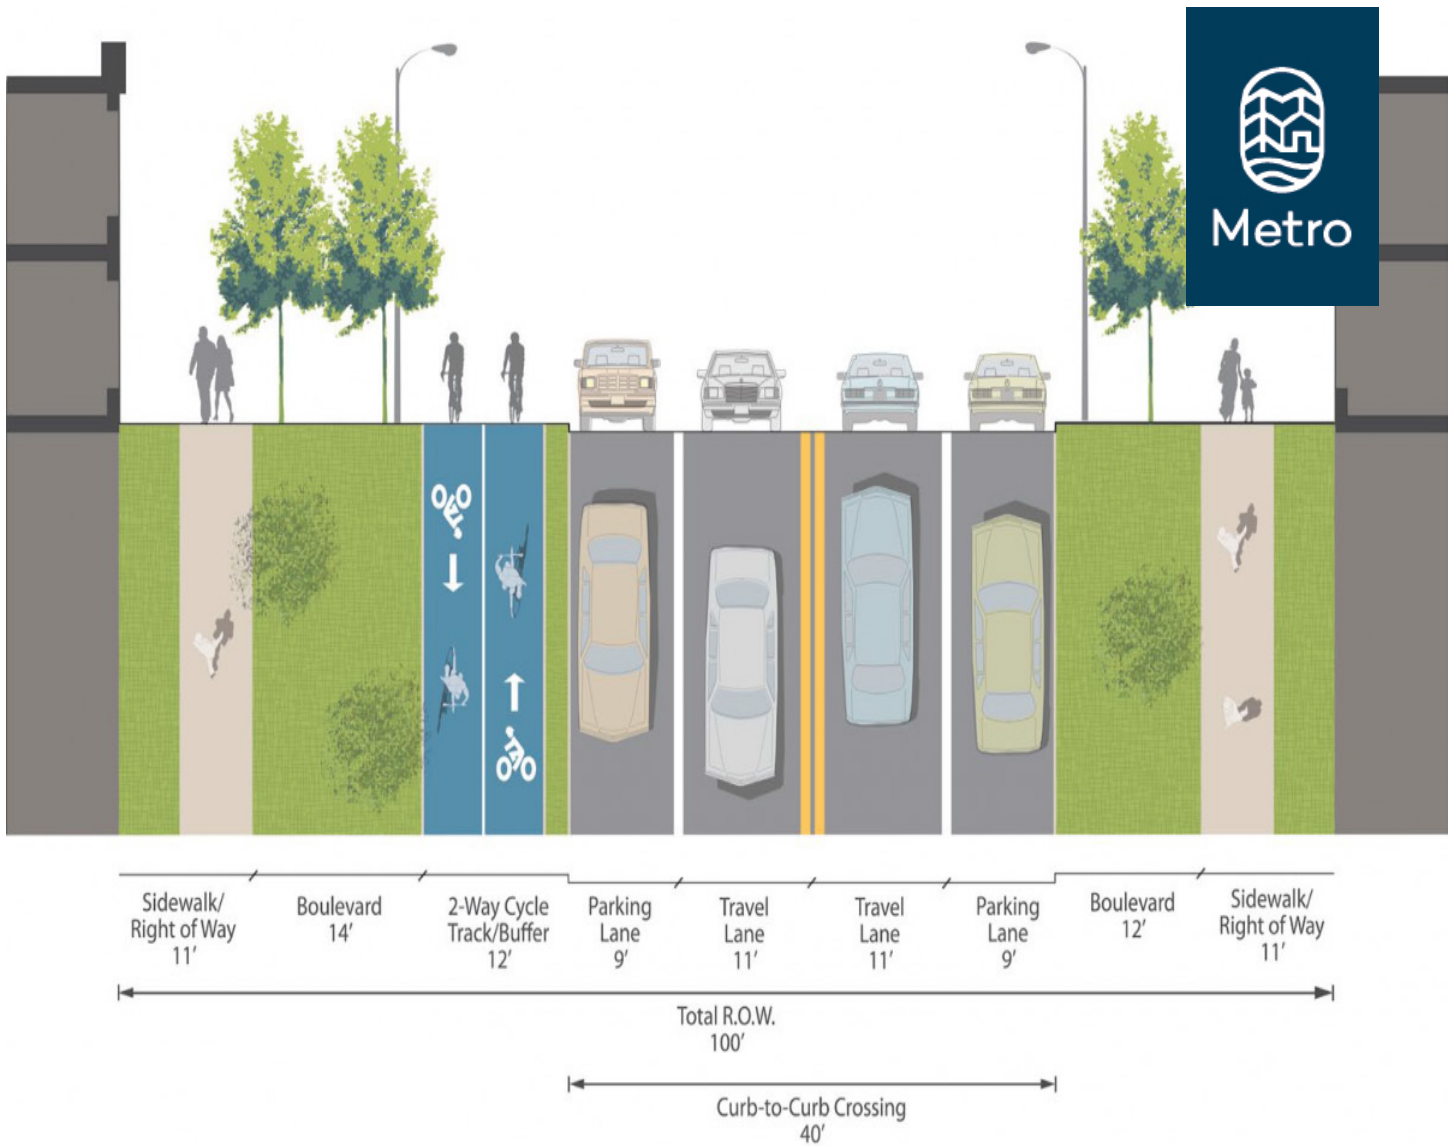 Metro
Sidewalk/
Right of Way
11'
Boulevard
14'
2-Way Cycle
Track/Buffer
12'
Parking
Lane
9'
Travel
Lane
11'
Travel
Lane
11'
Parking
Lane
9'
Boulevard
12'
Sidewalk/
Right of Way
11'
Total R.O.W.
100'
Curb-to-Curb Crossing
40'